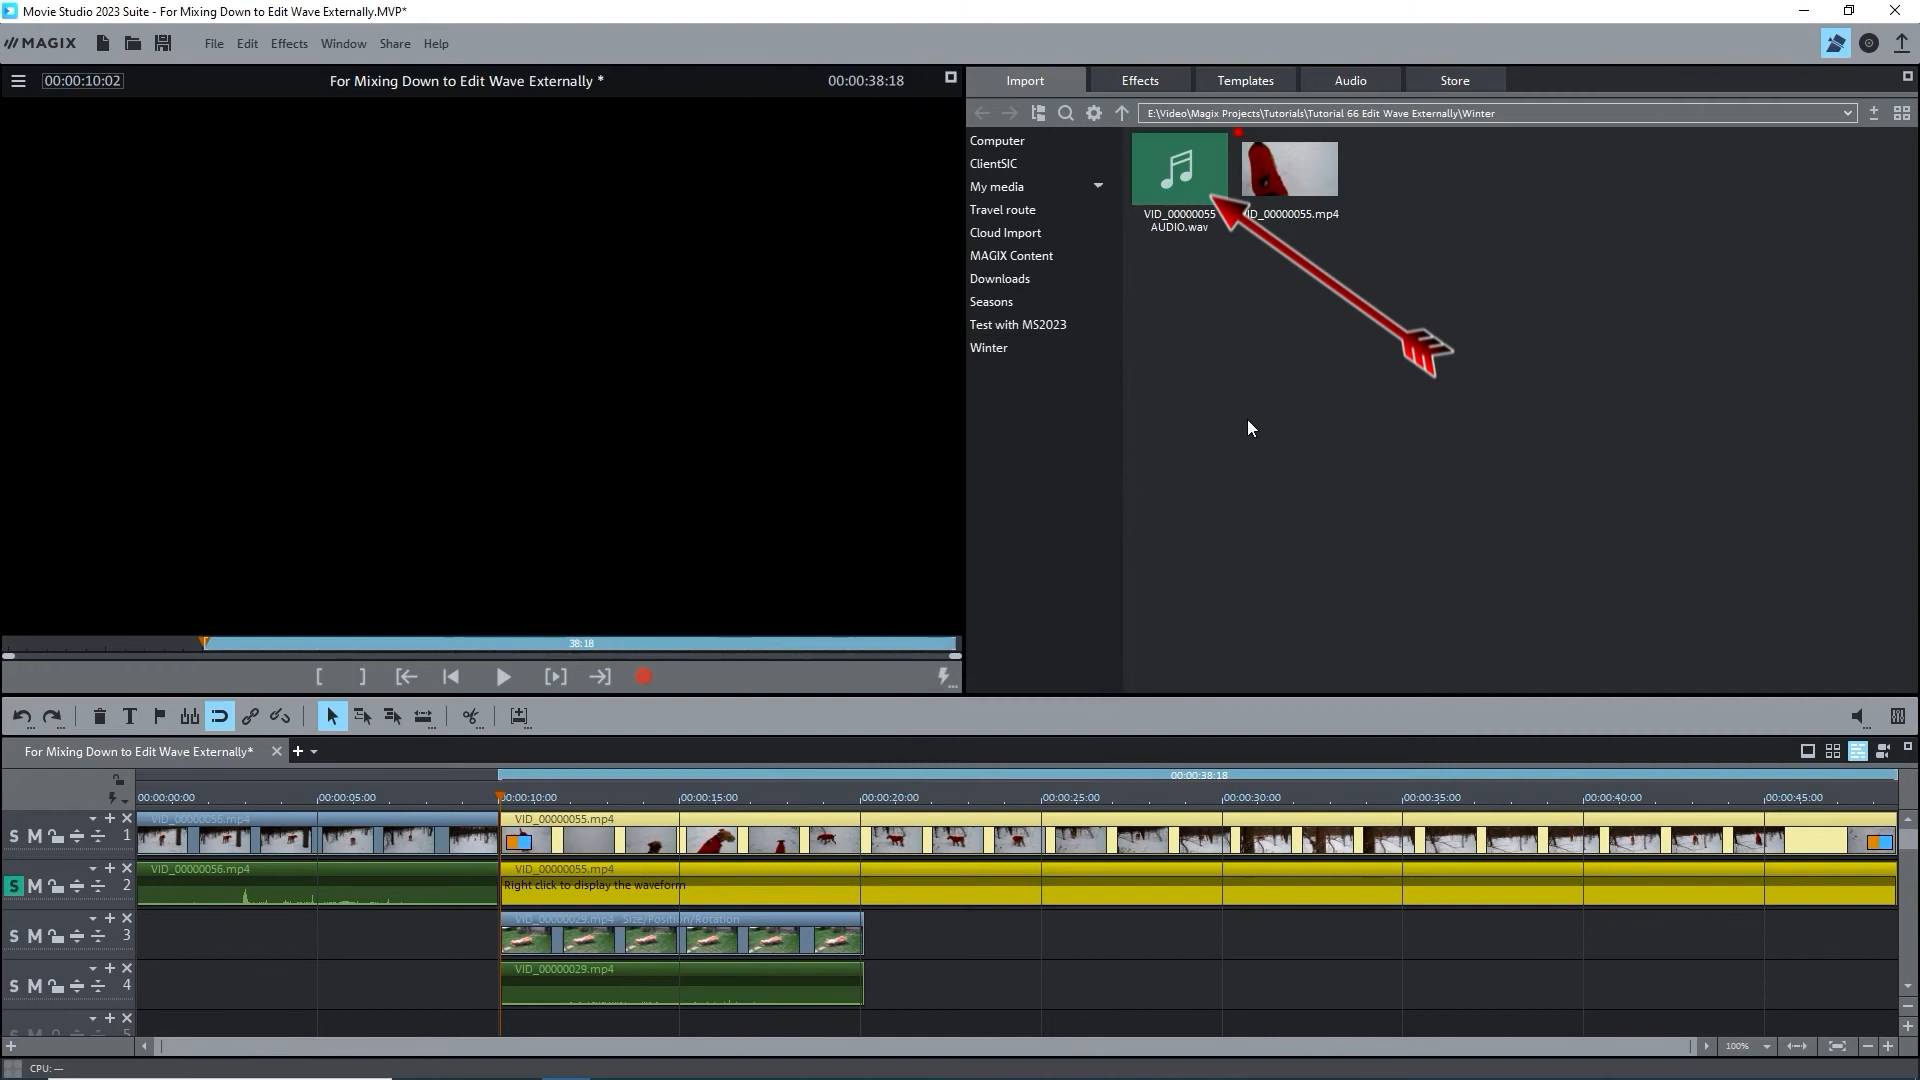 Movie Studio 2023 Suite - For Mixing Down to Edit Wave Externally.MVP*
MAGIX
File Edit Effects Window Share Help
00:00:10:02
For Mixing Down to Edit Wave Externally *
00:00:38:18
Import Effects Templates Audio Store
E:\Video\Magix Projects\Tutorials\Tutorial 66 Edit Wave Externally\Winter
Computer
ClientSIC
My media
Travel route
Cloud Import
MAGIX Content
Downloads
Seasons
Test with MS2023
Winter
VID_00000055
AUDIO.wav
ID_00000055.mp4
38:18
For Mixing Down to Edit Wave Externally*
00:00:38:18
00:00:00:00 00:00:05:00 00:00:10:00 00:00:15:00 00:00:20:00 00:00:25:00 00:00:30:00 00:00:35:00 00:00:40:00 00:00:45:00
VID_00000056.mp4 VID_00000055.mp4
S M 1
VID_00000056.mp4 VID_00000055.mp4
S M 2
Right click to display the waveform
VID_00000029.mp4 Size/Position/Rotation
S M 3
VID_00000029.mp4
S M 4
S M 5
100%
CPU: —